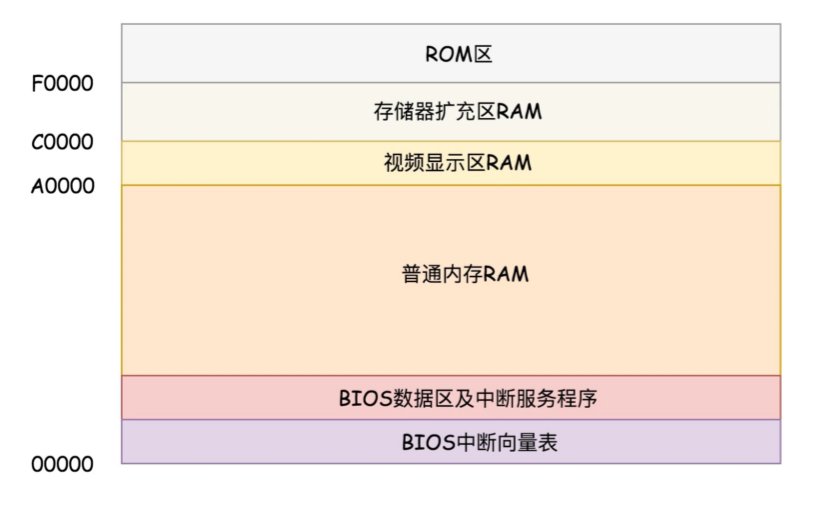 ROM区
F0000
存储器扩充区RAM
C0000
视频显示区RAM
A0000
普通内存RAM
BIOS数据区及中断服务程序
BIOS中断向量表
00000